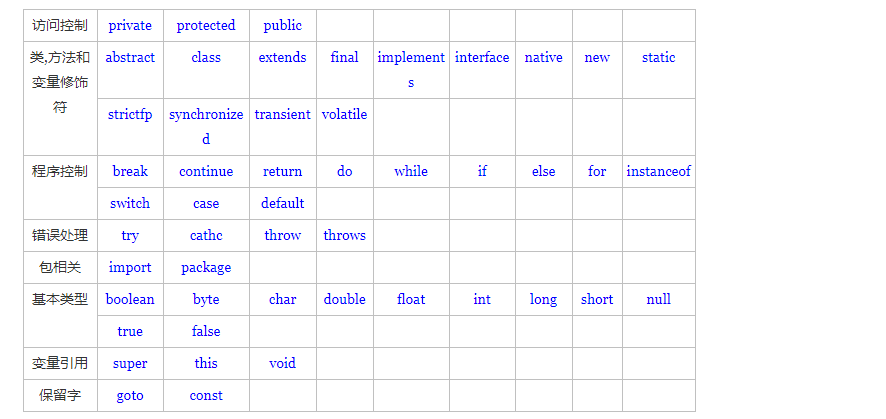 访问控制 private protected public
类,方法和变量修饰符 abstract class extends final implements interface native new static
strictfp synchronized transient volatile
程序控制 break continue return do while if else for instanceof
switch case default
错误处理 try cathc throw throws
包相关 import package
基本类型 boolean byte char double float int long short null
true false
变量引用 super this void
保留字 goto const